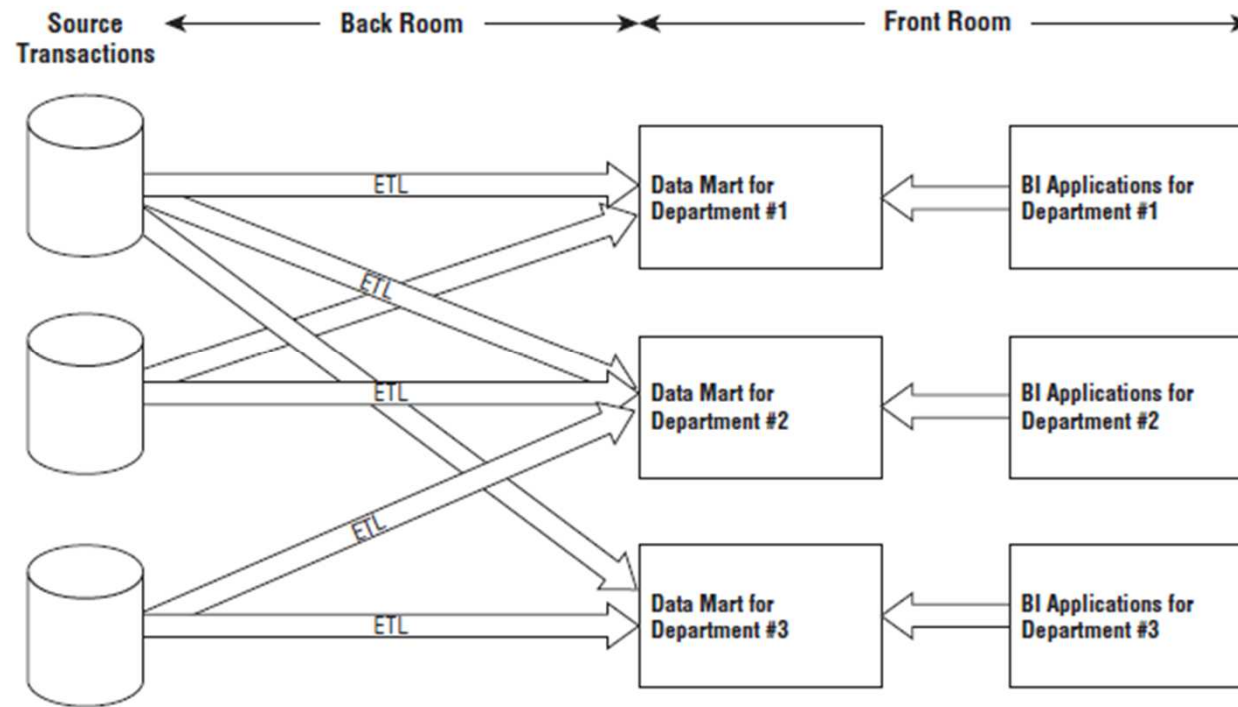 Source
Transactions
Back Room
Front Room
ETL
Data Mart for
Department #1
BI Applications for
Department #1
ETL
ETL
Data Mart for
Department #2
BI Applications for
Department #2
ETL
ETL
Data Mart for
Department #3
BI Applications for
Department #3